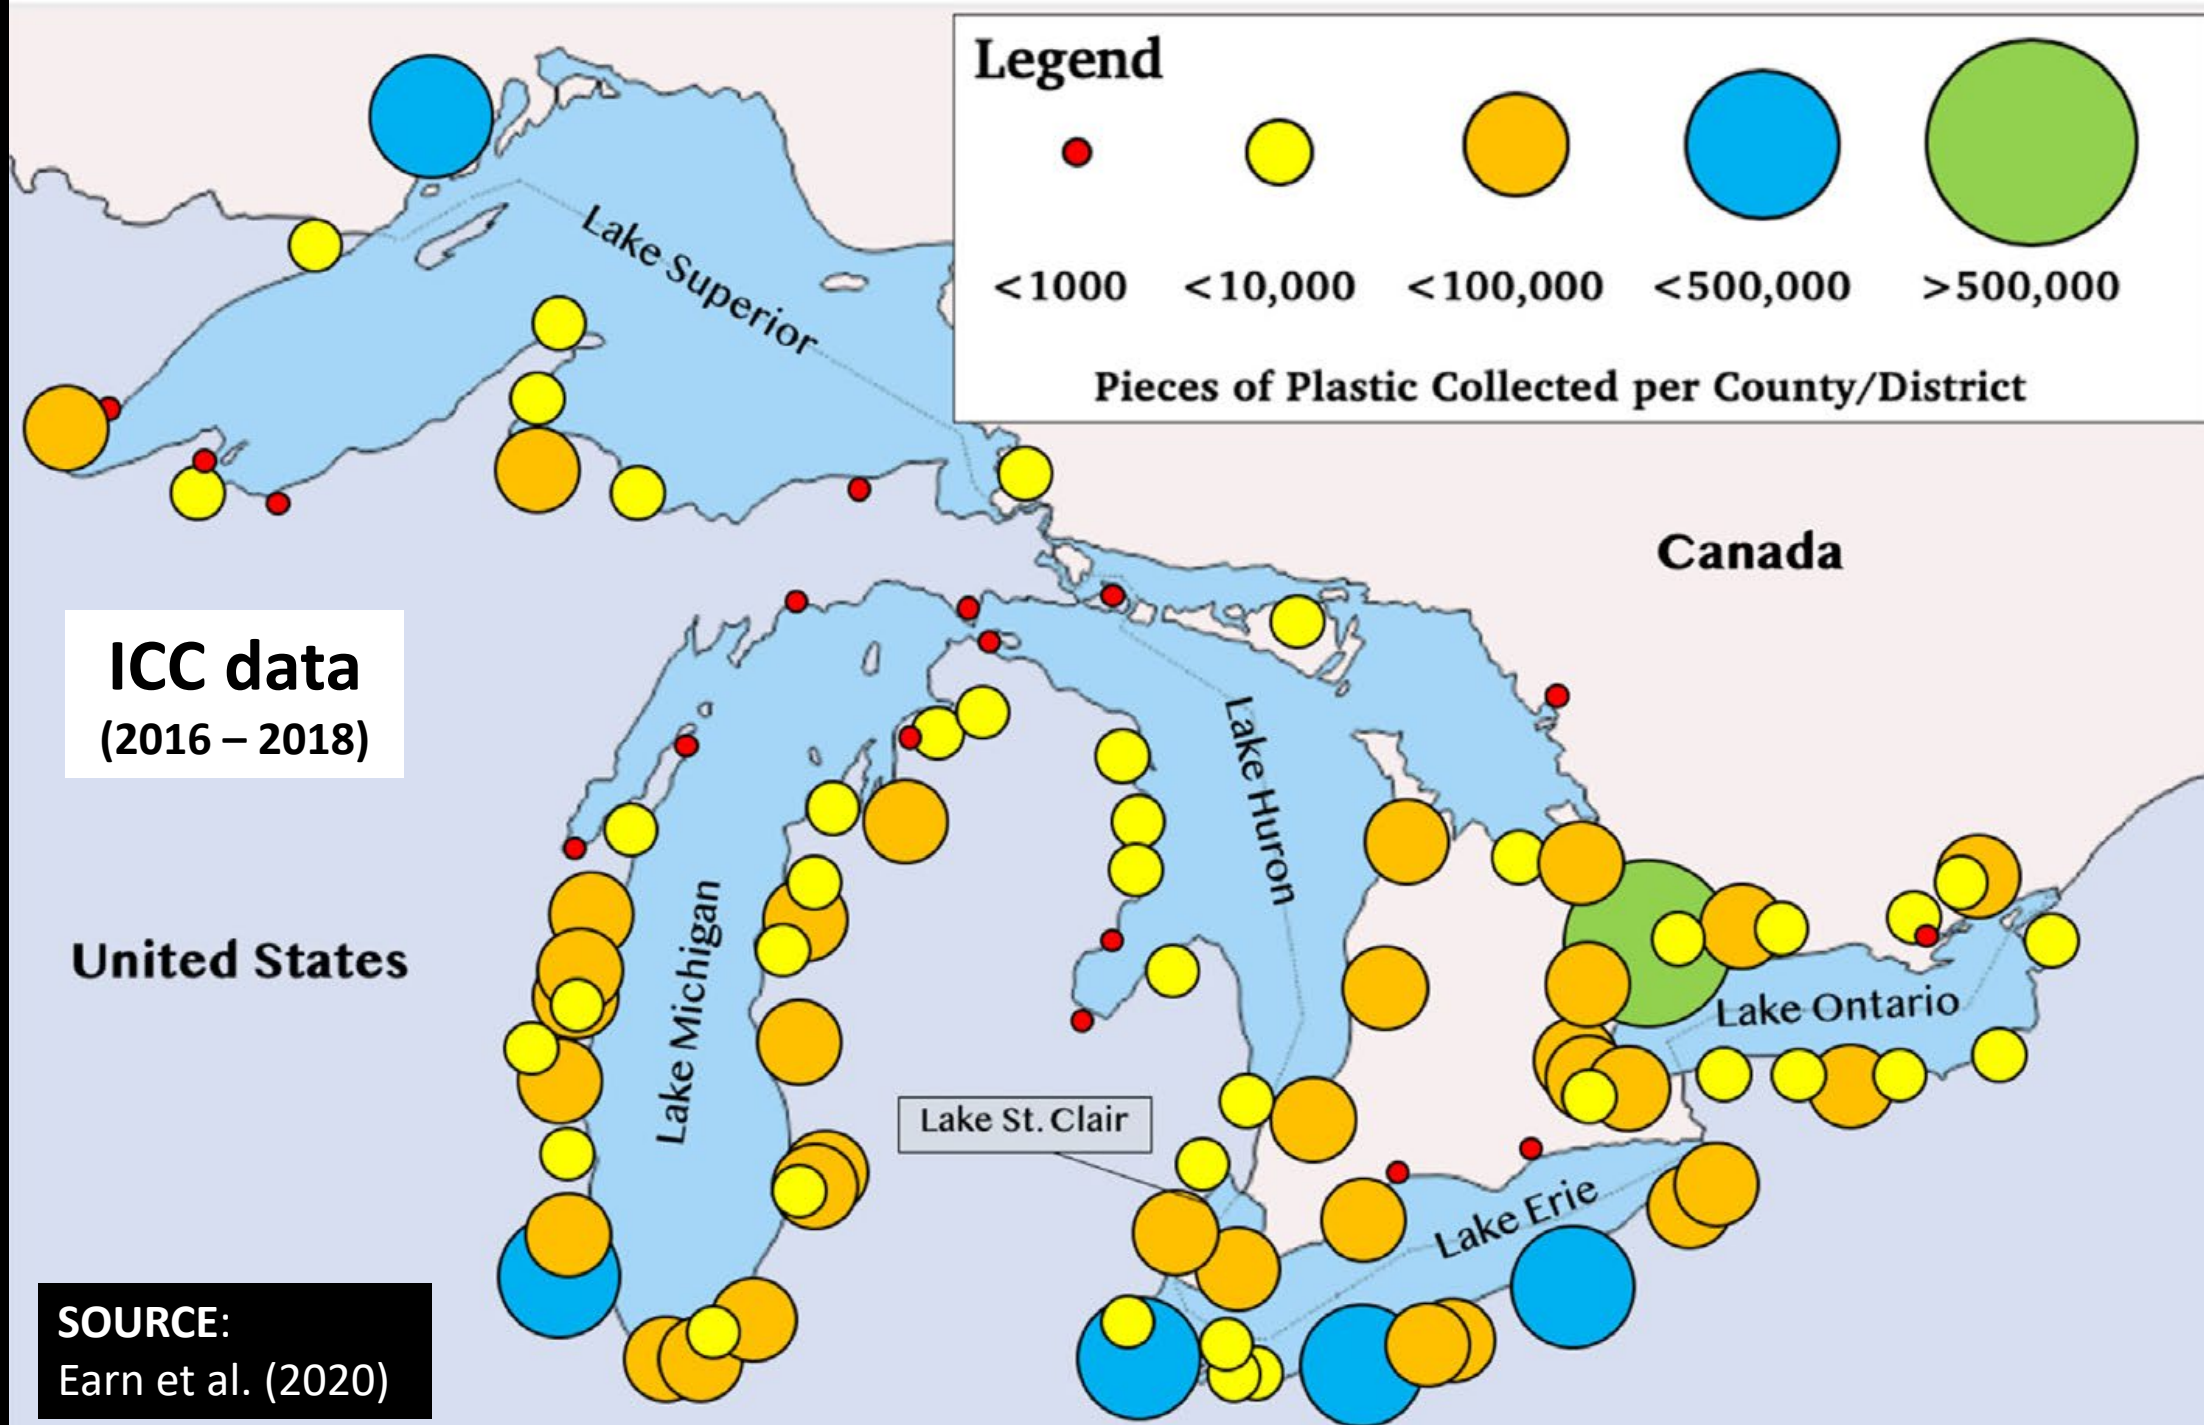 Legend
<1000 <10,000 <100,000 <500,000 >500,000
Pieces of Plastic Collected per County/District
Lake Superior
Canada
ICC data
(2016 – 2018)
Lake Huron
United States
Lake Michigan
Lake Ontario
Lake St. Clair
Lake Erie
SOURCE:
Earn et al. (2020)